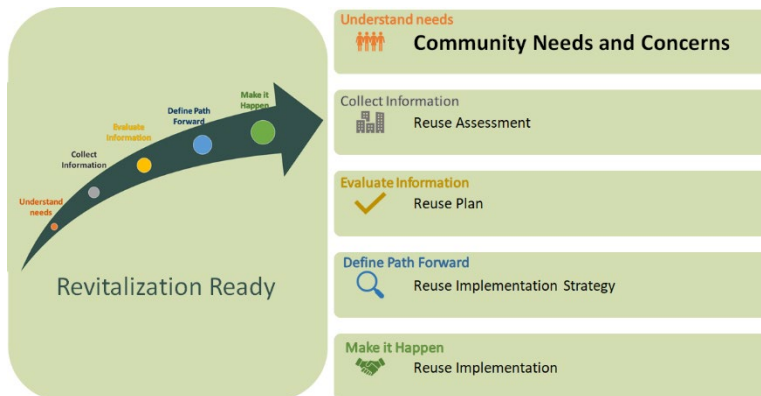 Make it
Happen
Define Path
Forward
Evaluate
Information
Collect
Information
Understand
needs
Revitalization Ready
Understand needs
Community Needs and Concerns
Collect Information
Reuse Assessment
Evaluate Information
Reuse Plan
Define Path Forward
Reuse Implementation Strategy
Make it Happen
Reuse Implementation